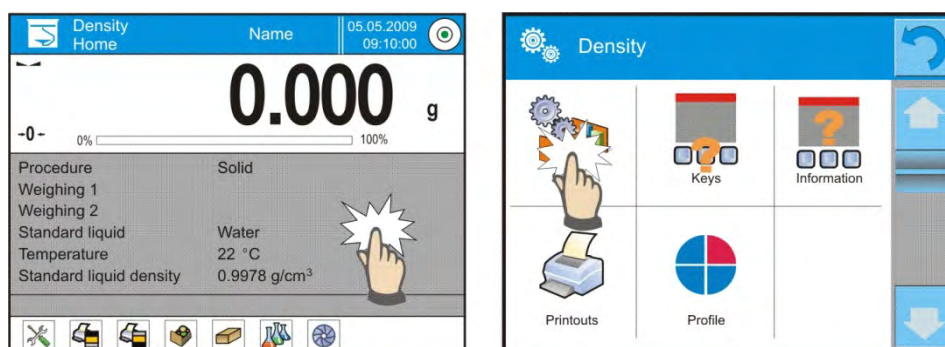 Density
Home
Name
05.05.2009
09:10:00
0.000
g
0
0%
100%
Procedure Solid
Weighing 1
Weighing 2
Standard liquid Water
Temperature 22 °C
Standard liquid density 0.9978 g/cm³
Density
Keys
Information
Printouts
Profile